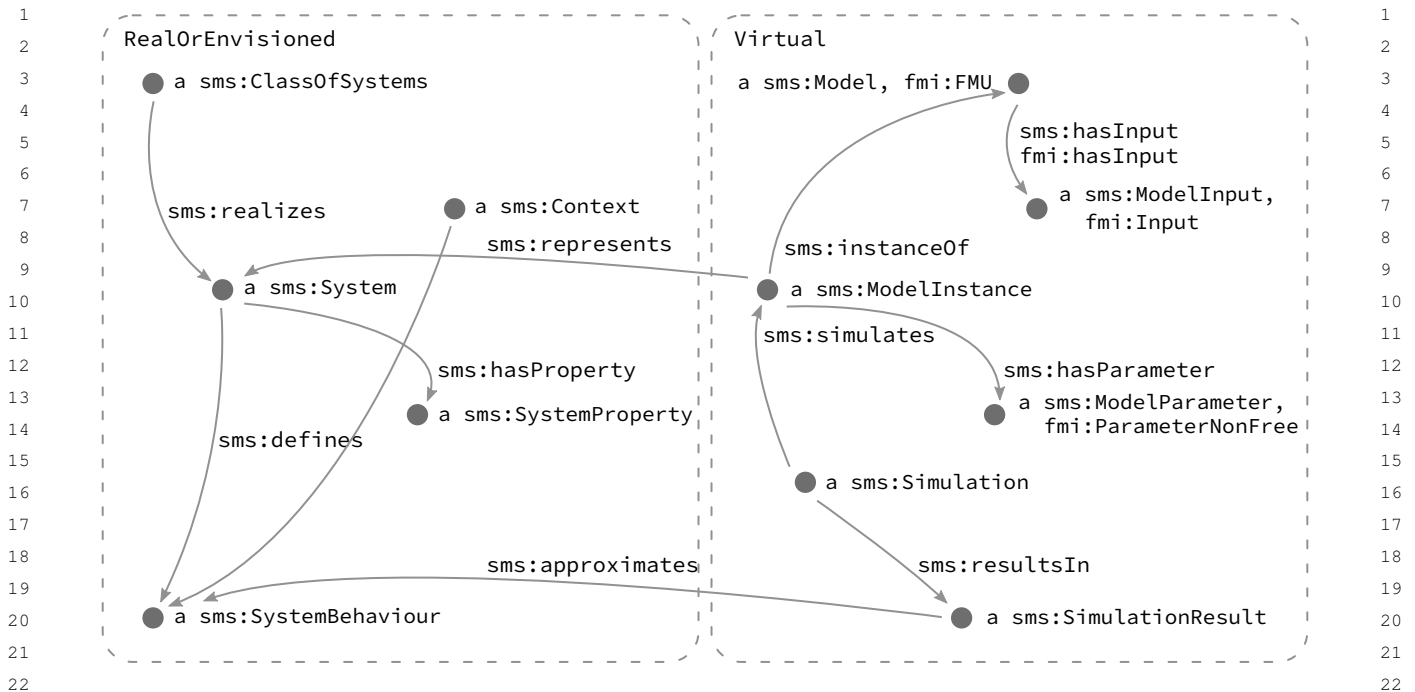 1
2
3
4
5
6
7
8
9
10
11
12
13
14
15
16
17
18
19
20
21
22
RealOrEnvisioned
a sms:ClassOfSystems
sms:realizes
a sms:Context
sms:represents
a sms:System
sms:hasProperty
a sms:SystemProperty
sms:defines
sms:approximates
a sms:SystemBehaviour
Virtual
a sms:Model, fmi:FMU
sms:hasInput
fmi:hasInput
a sms:ModelInput,
fmi:Input
sms:instanceOf
a sms:ModelInstance
sms:simulates
sms:hasParameter
a sms:ModelParameter,
fmi:ParameterNonFree
a sms:Simulation
sms:resultsIn
a sms:SimulationResult
1
2
3
4
5
6
7
8
9
10
11
12
13
14
15
16
17
18
19
20
21
22